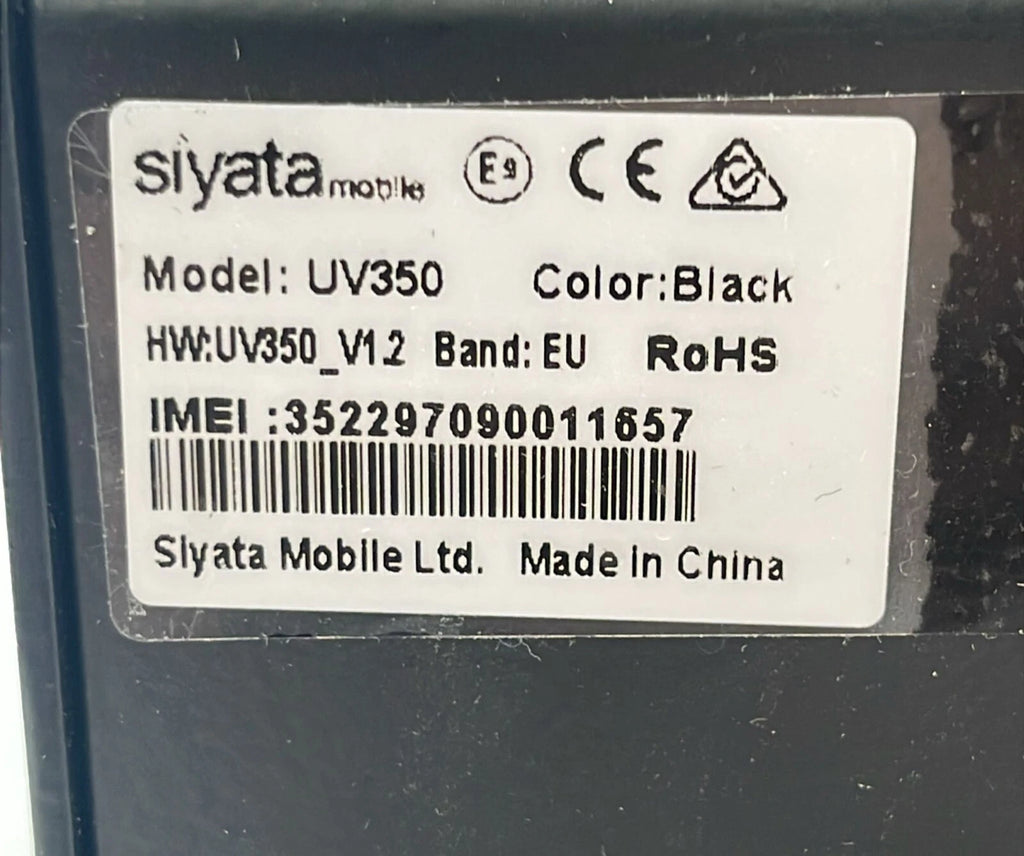 siyata mobile E9 CE
Model: UV350 Color:Black
HW:UV350_V1.2 Band: EU RoHS
IMEI :352297090011657
Siyata Mobile Ltd. Made In China